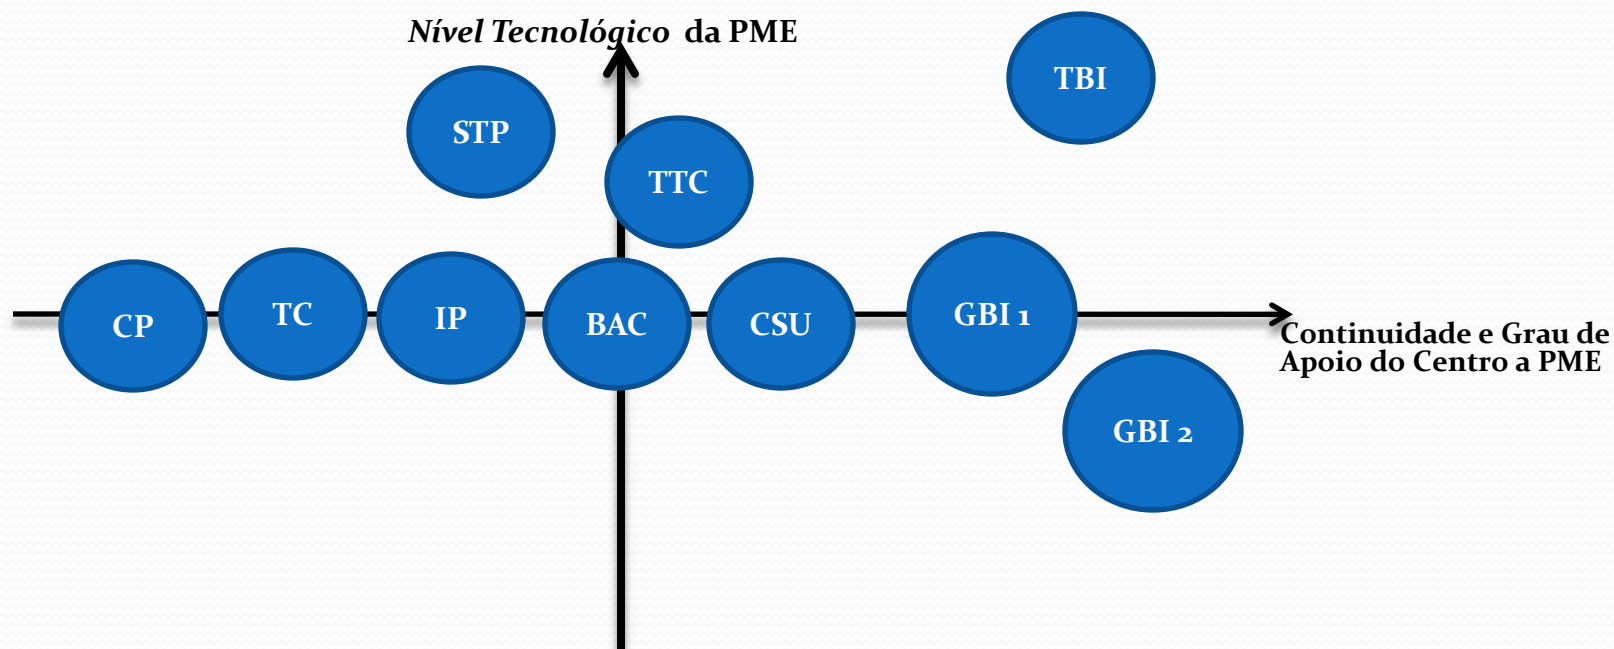 Nível Tecnológico da PME
TBI
STP
TTC
CP
TC
IP
BAC
CSU
GBI 1
Continuidade e Grau de
Apoio do Centro a PME
GBI 2